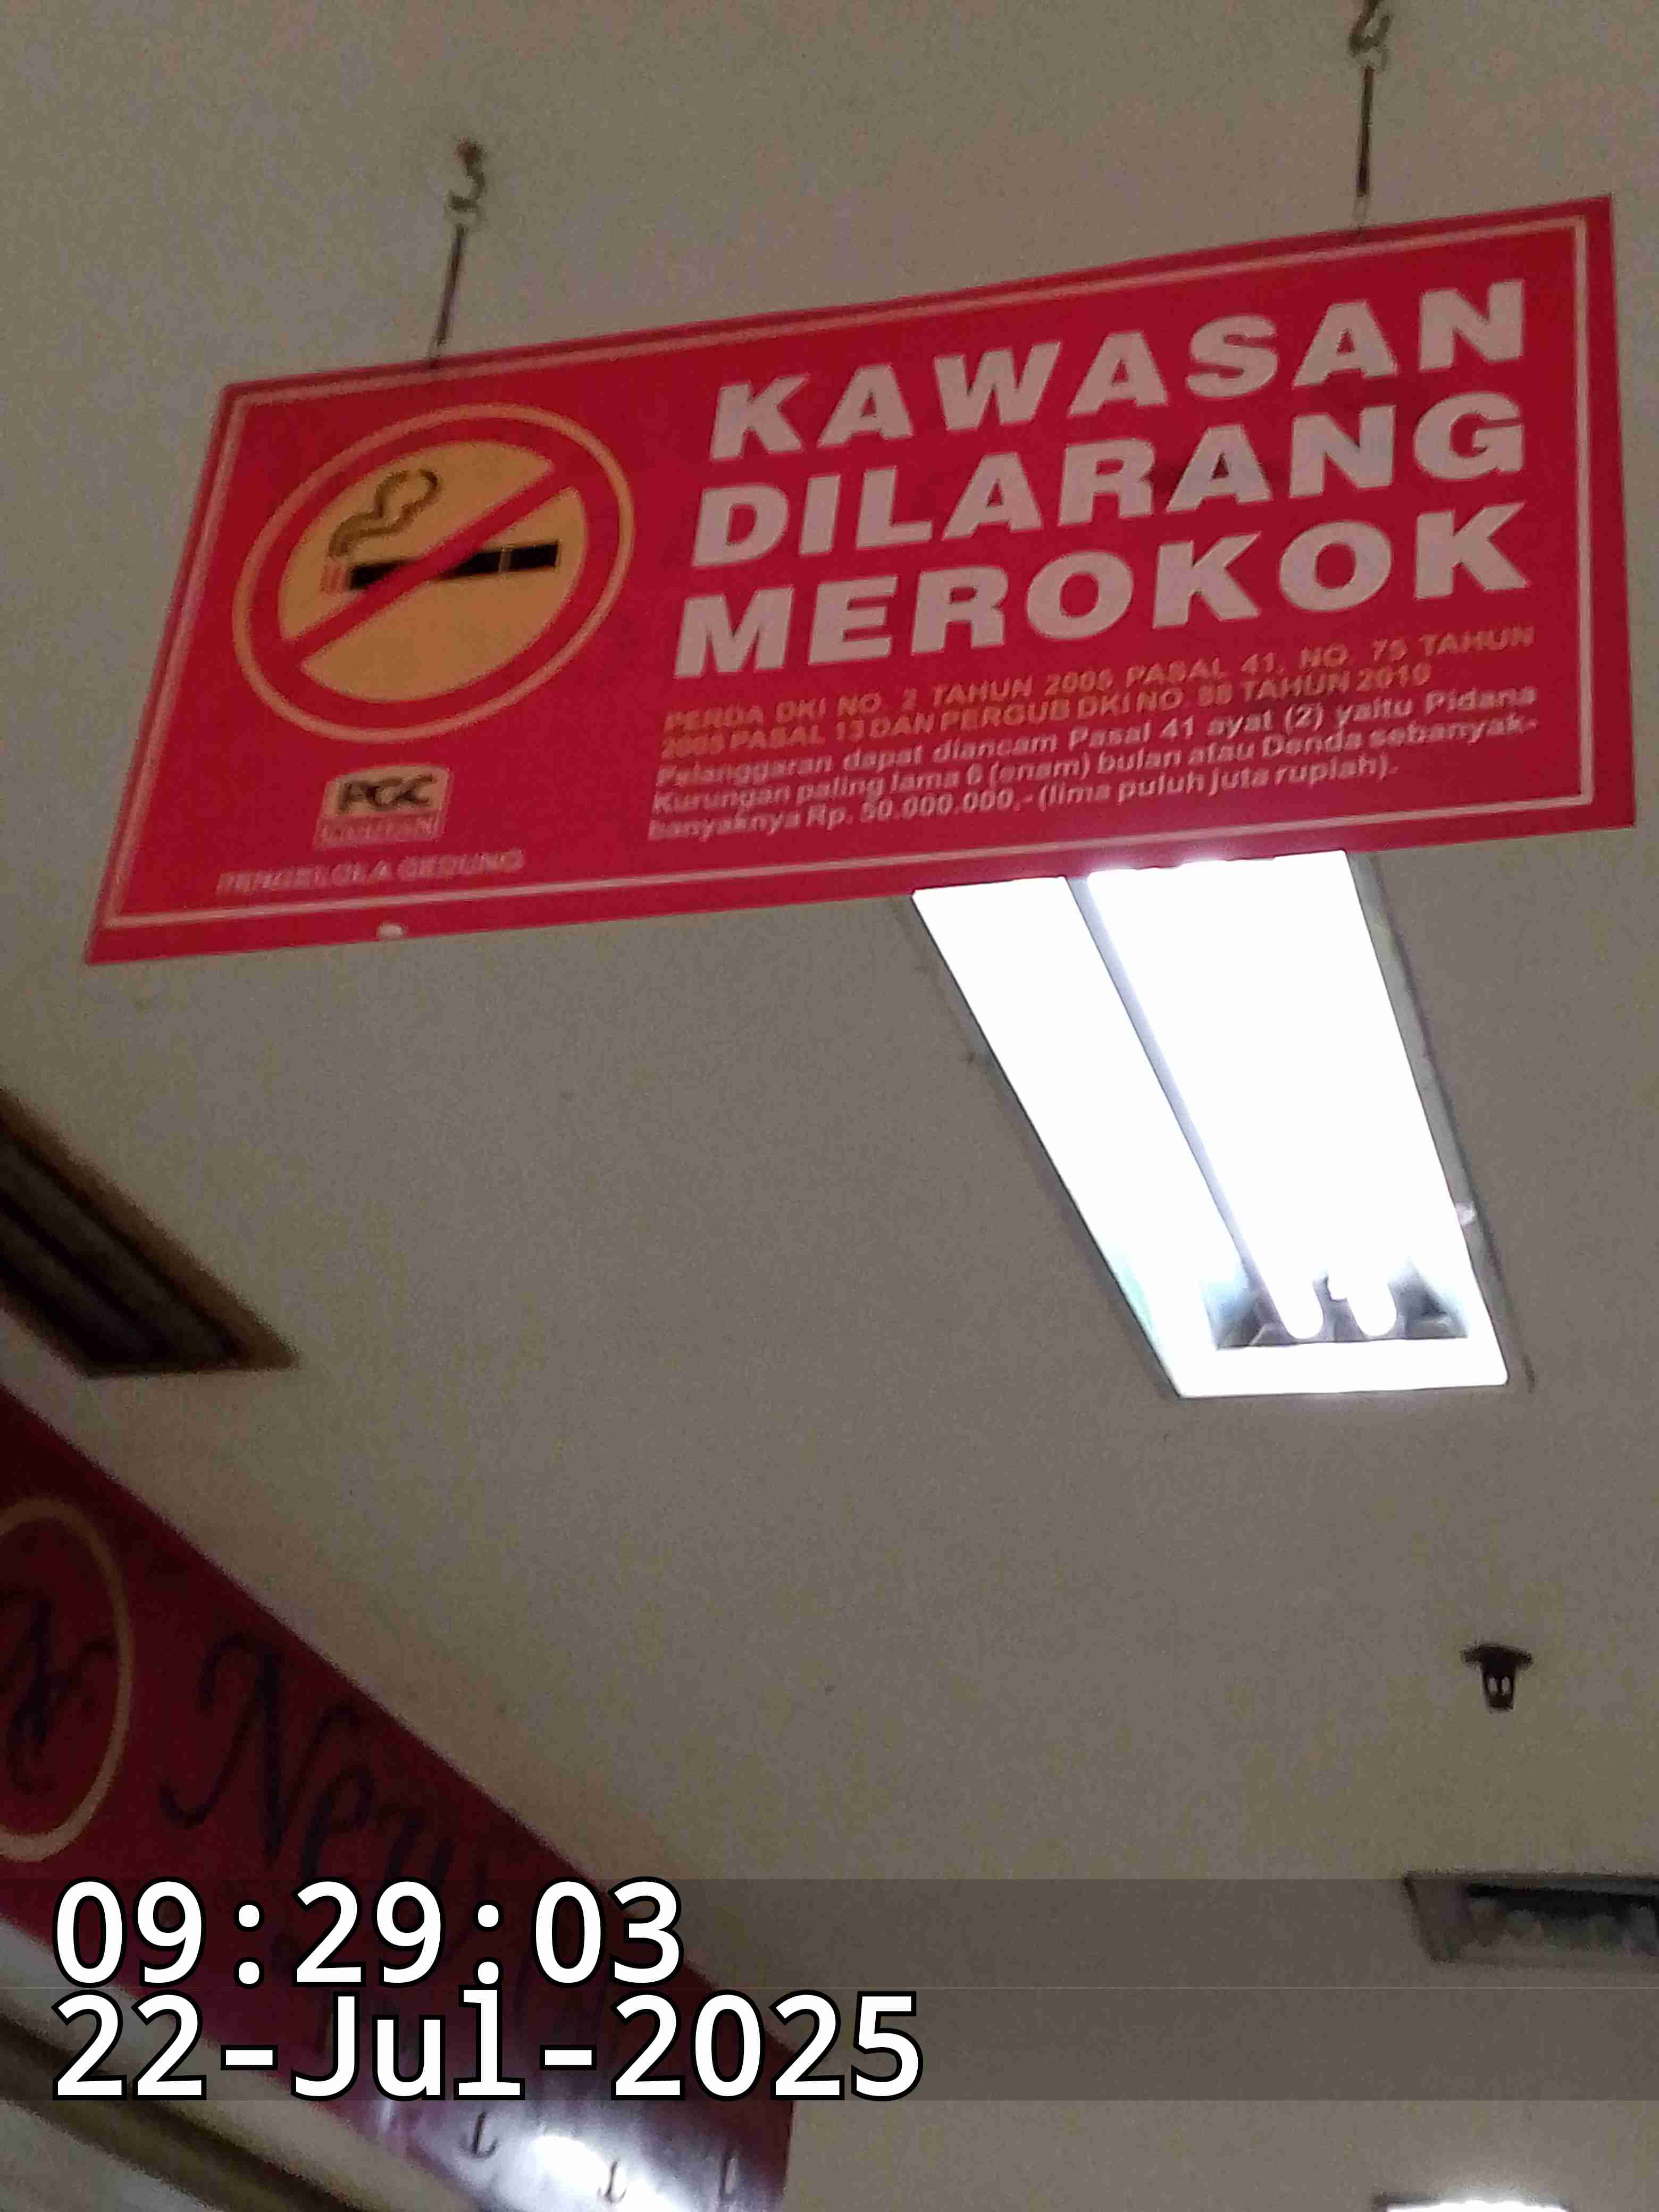 KAWASAN
DILARANG
MEROKOK
PERDA DKI NO. 2 TAHUN 2005 PASAL 41, NO. 75 TAHUN
2005 PASAL 13 DAN PERGUB DKI NO. 88 TAHUN 2010
Pelanggaran dapat diancam Pasal 41 ayat (2) yaitu Pidana
Kurungan paling lama 6 (enam) bulan atau Denda sebanyak-
banyaknya Rp. 50.000.000,- (lima puluh juta rupiah).
PGC
PENGELOLA GEDUNG
09:29:03
22-Jul-2025